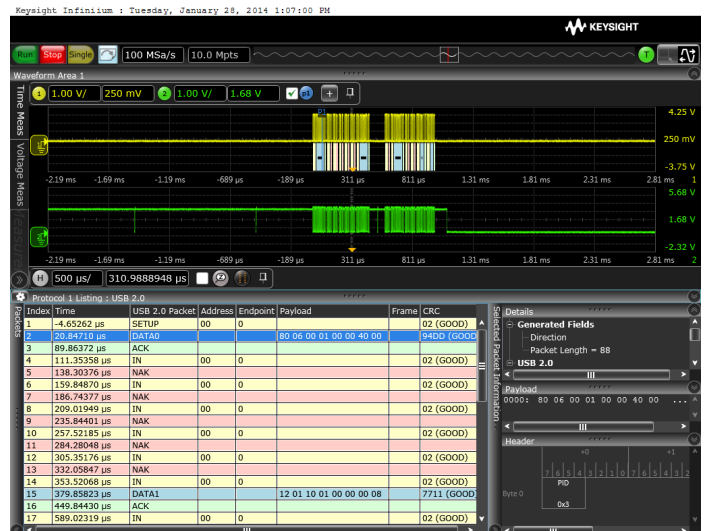 Keysight Infiniium : Tuesday, January 28, 2014 1:07:00 PM
KEYSIGHT
Run Stop Single 100 MSa/s 10.0 Mpts T
Waveform Area 1
Time Meas
Voltage Meas
1 1.00 V/ 250 mV 2 1.00 V/ 1.68 V p1 +
P1
4.25 V
250 mV
-3.75 V
-2.19 ms -1.69 ms -1.19 ms -689 µs -189 µs 311 µs 811 µs 1.31 ms 1.81 ms 2.31 ms 2.81 ms 1
5.68 V
1.68 V
-2.32 V
-2.19 ms -1.69 ms -1.19 ms -689 µs -189 µs 311 µs 811 µs 1.31 ms 1.81 ms 2.31 ms 2.81 ms 2
H 500 µs/ 310.9888948 µs
Protocol 1 Listing : USB 2.0
Packets
Index Time USB 2.0 Packet Address Endpoint Payload Frame CRC
1 -4.65262 µs SETUP 00 0 02 (GOOD)
2 20.84710 µs DATA0 80 06 00 01 00 00 40 00 94DD (GOOD
3 89.86372 µs ACK
4 111.35358 µs IN 00 0 02 (GOOD)
5 138.30376 µs NAK
6 159.84870 µs IN 00 0 02 (GOOD)
7 186.74377 µs NAK
8 209.01949 µs IN 00 0 02 (GOOD)
9 235.84401 µs NAK
10 257.52185 µs IN 00 0 02 (GOOD)
11 284.28048 µs NAK
12 305.35176 µs IN 00 0 02 (GOOD)
13 332.05847 µs NAK
14 353.52068 µs IN 00 0 02 (GOOD)
15 379.85823 µs DATA1 12 01 10 01 00 00 00 08 7711 (GOOD)
16 449.84430 µs ACK
17 589.02319 µs IN 00 0 02 (GOOD)
Selected Packet Information
Details
Generated Fields
Direction
Packet Length = 88
USB 2.0
Payload
0000: 80 06 00 01 00 00 40 00 ...
Header
+0 +1
7 6 5 4 3 2 1 0 7 6 5 4 3 2
PID
Byte 0
0x3